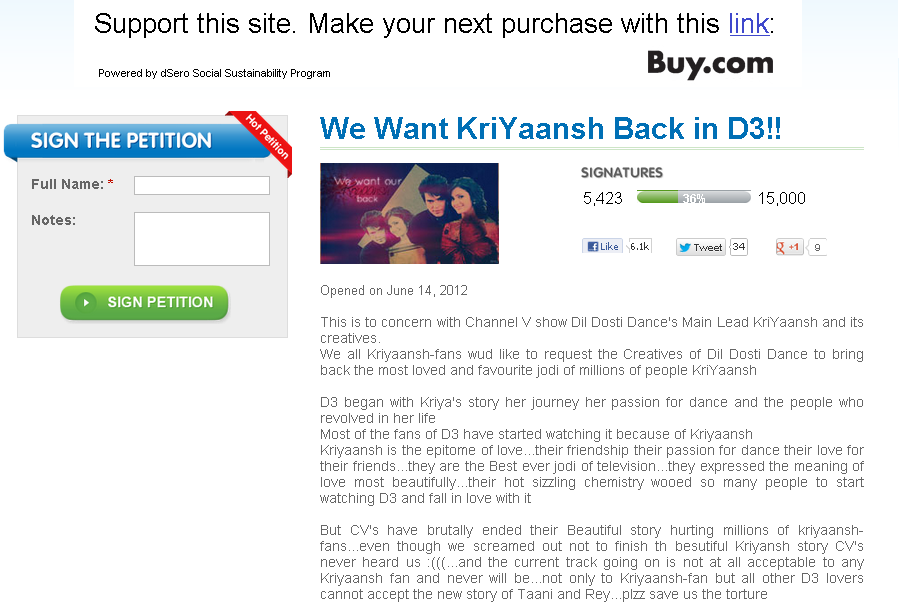 Support this site. Make your next purchase with this link:
Powered by dSero Social Sustainability Program
Buy.com
SIGN THE PETITION
Hot Petition
Full Name: *
Notes:
SIGN PETITION
We Want KriYaansh Back in D3!!
We want our
back
SIGNATURES
5,423
36%
15,000
Like
6.1k
Tweet
34
+1
9
Opened on June 14, 2012
This is to concern with Channel V show Dil Dosti Dance's Main Lead KriYaansh and its
creatives.
We all Kriyaansh-fans wud like to request the Creatives of Dil Dosti Dance to bring
back the most loved and favourite jodi of millions of people KriYaansh
D3 began with Kriya's story her journey her passion for dance and the people who
revolved in her life
Most of the fans of D3 have started watching it because of Kriyaansh
Kriyaansh is the epitome of love...their friendship their passion for dance their love for
their friends...they are the Best ever jodi of television...they expressed the meaning of
love most beautifully...their hot sizzling chemistry wooed so many people to start
watching D3 and fall in love with it
But CV's have brutally ended their Beautiful story hurting millions of kriyaansh-
fans...even though we screamed out not to finish th besutiful Kriyansh story CV's
never heard us :(((...and the current track going on is not at all acceptable to any
Kriyaansh fan and never will be...not only to Kriyaansh-fan but all other D3 lovers
cannot accept the new story of Taani and Rey...plzz save us the torture